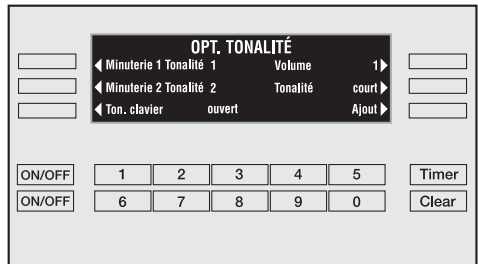 OPT. TONALITÉ
Minuterie 1 Tonalité 1 Volume 1
Minuterie 2 Tonalité 2 Tonalité court
Ton. clavier ouvert Ajout
ON/OFF 1 2 3 4 5 Timer
ON/OFF 6 7 8 9 0 Clear